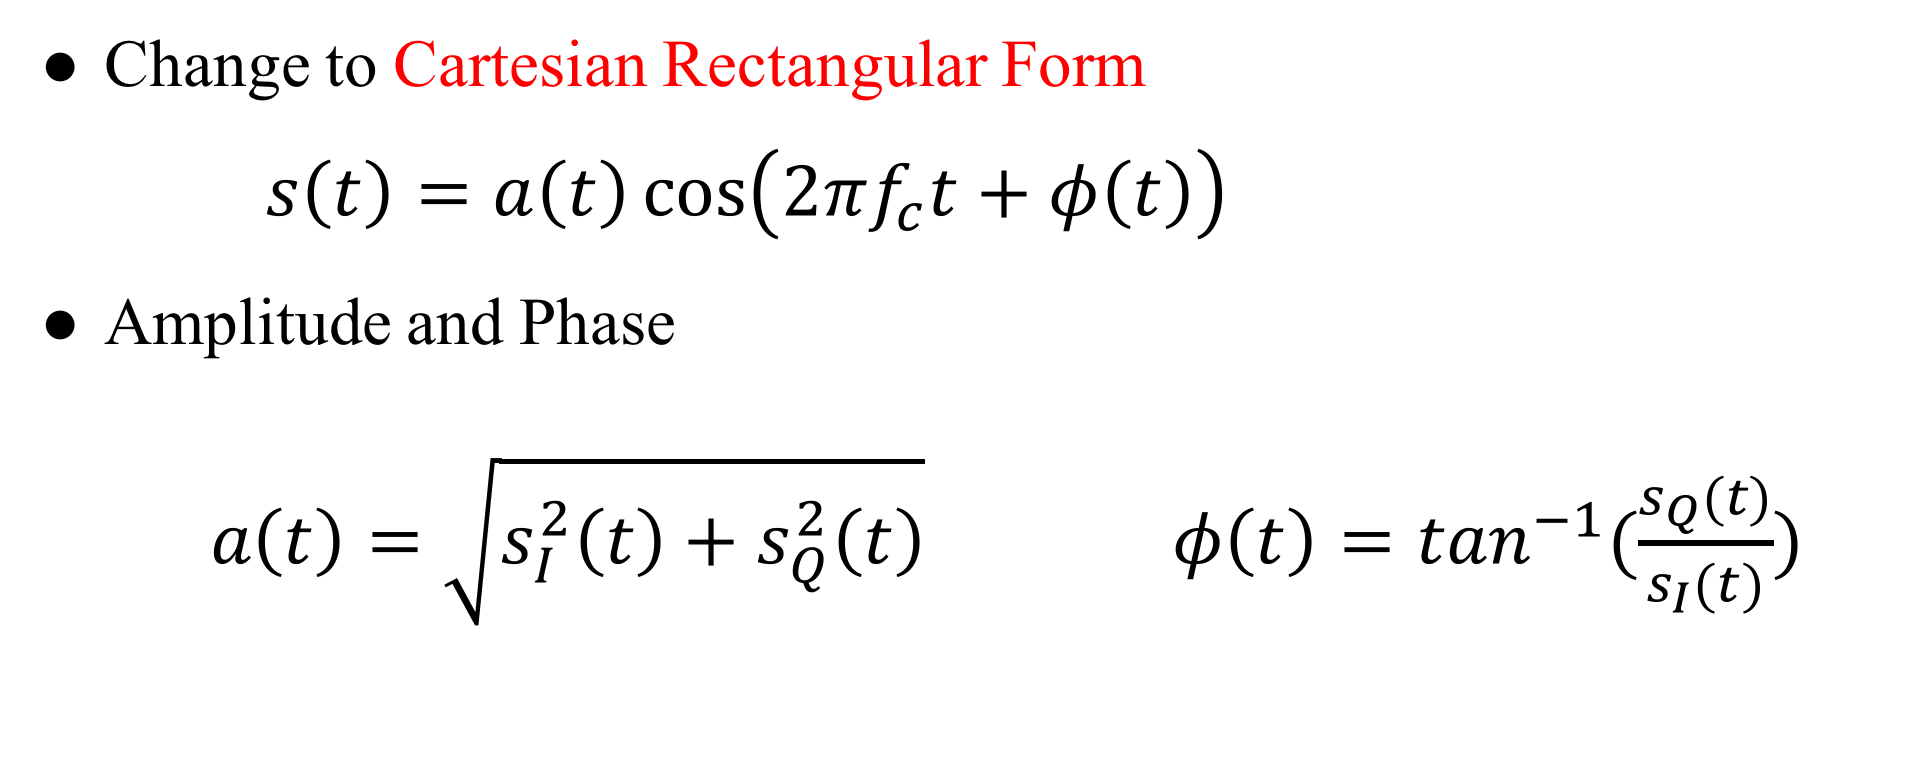 ● Change to Cartesian Rectangular Form
s(t) = a(t) cos(2πf_c t + ϕ(t))
● Amplitude and Phase
a(t) = √(s_I^2(t) + s_Q^2(t))    ϕ(t) = tan^−1(s_Q(t)/s_I(t))